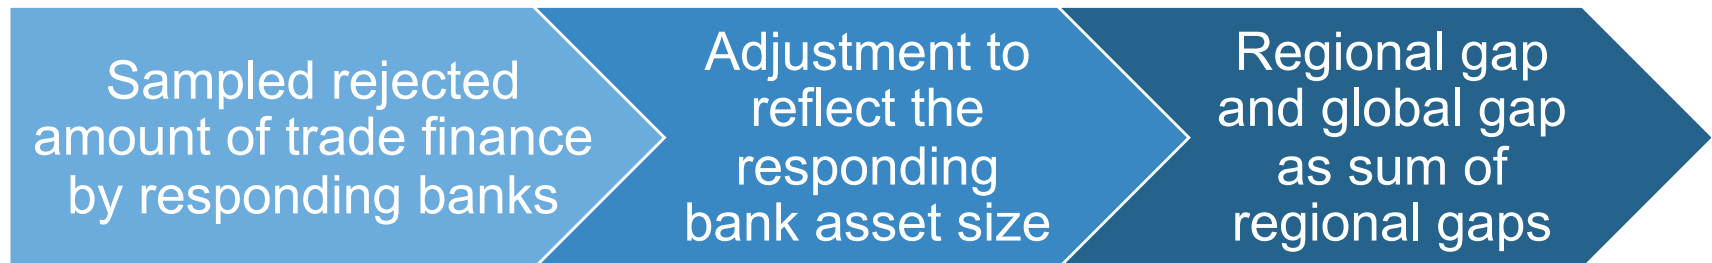 Sampled rejected
amount of trade finance
by responding banks
Adjustment to
reflect the
responding
bank asset size
Regional gap
and global gap
as sum of
regional gaps